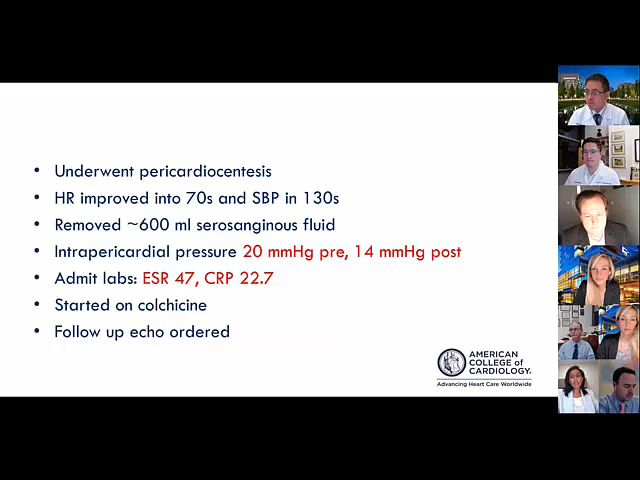 • Underwent pericardiocentesis
• HR improved into 70s and SBP in 130s
• Removed ~600 ml serosanginous fluid
• Intrapericardial pressure 20 mmHg pre, 14 mmHg post
• Admit labs: ESR 47, CRP 22.7
• Started on colchicine
• Follow up echo ordered
AMERICAN
COLLEGE of
CARDIOLOGY®
Advancing Heart Care Worldwide